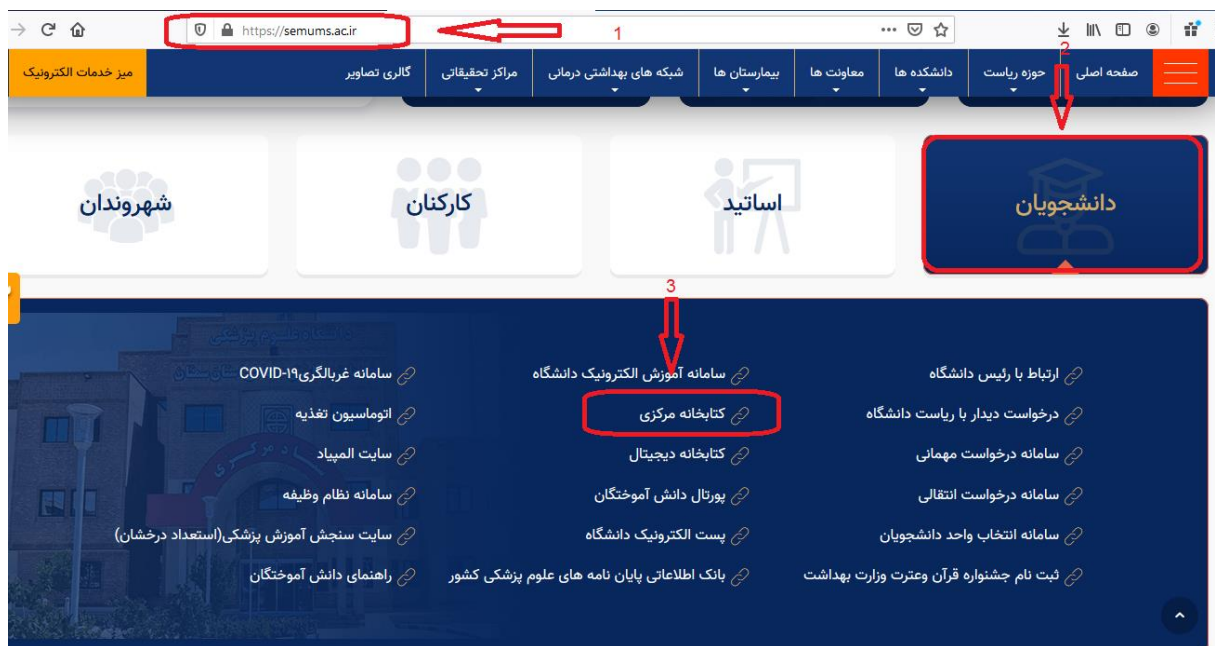 https://semums.ac.ir
1
2
صفحه اصلی
حوزه ریاست
دانشکده ها
معاونت ها
بیمارستان ها
شبکه های بهداشتی درمانی
مراکز تحقیقاتی
گالری تصاویر
میز خدمات الکترونیک
دانشجویان
اساتید
کارکنان
شهروندان
3
ارتباط با رئیس دانشگاه
درخواست دیدار با ریاست دانشگاه
سامانه درخواست مهمانی
سامانه درخواست انتقالی
سامانه انتخاب واحد دانشجویان
ثبت نام جشنواره قرآن وعترت وزارت بهداشت
سامانه آموزش الکترونیک دانشگاه
کتابخانه مرکزی
کتابخانه دیجیتال
پورتال دانش آموختگان
پست الکترونیک دانشگاه
بانک اطلاعاتی پایان نامه های علوم پزشکی کشور
سامانه غربالگری COVID-۱۹
اتوماسیون تغذیه
سایت المپیاد
سامانه نظام وظیفه
سایت سنجش آموزش پزشکی(استعداد درخشان)
راهنمای دانش آموختگان